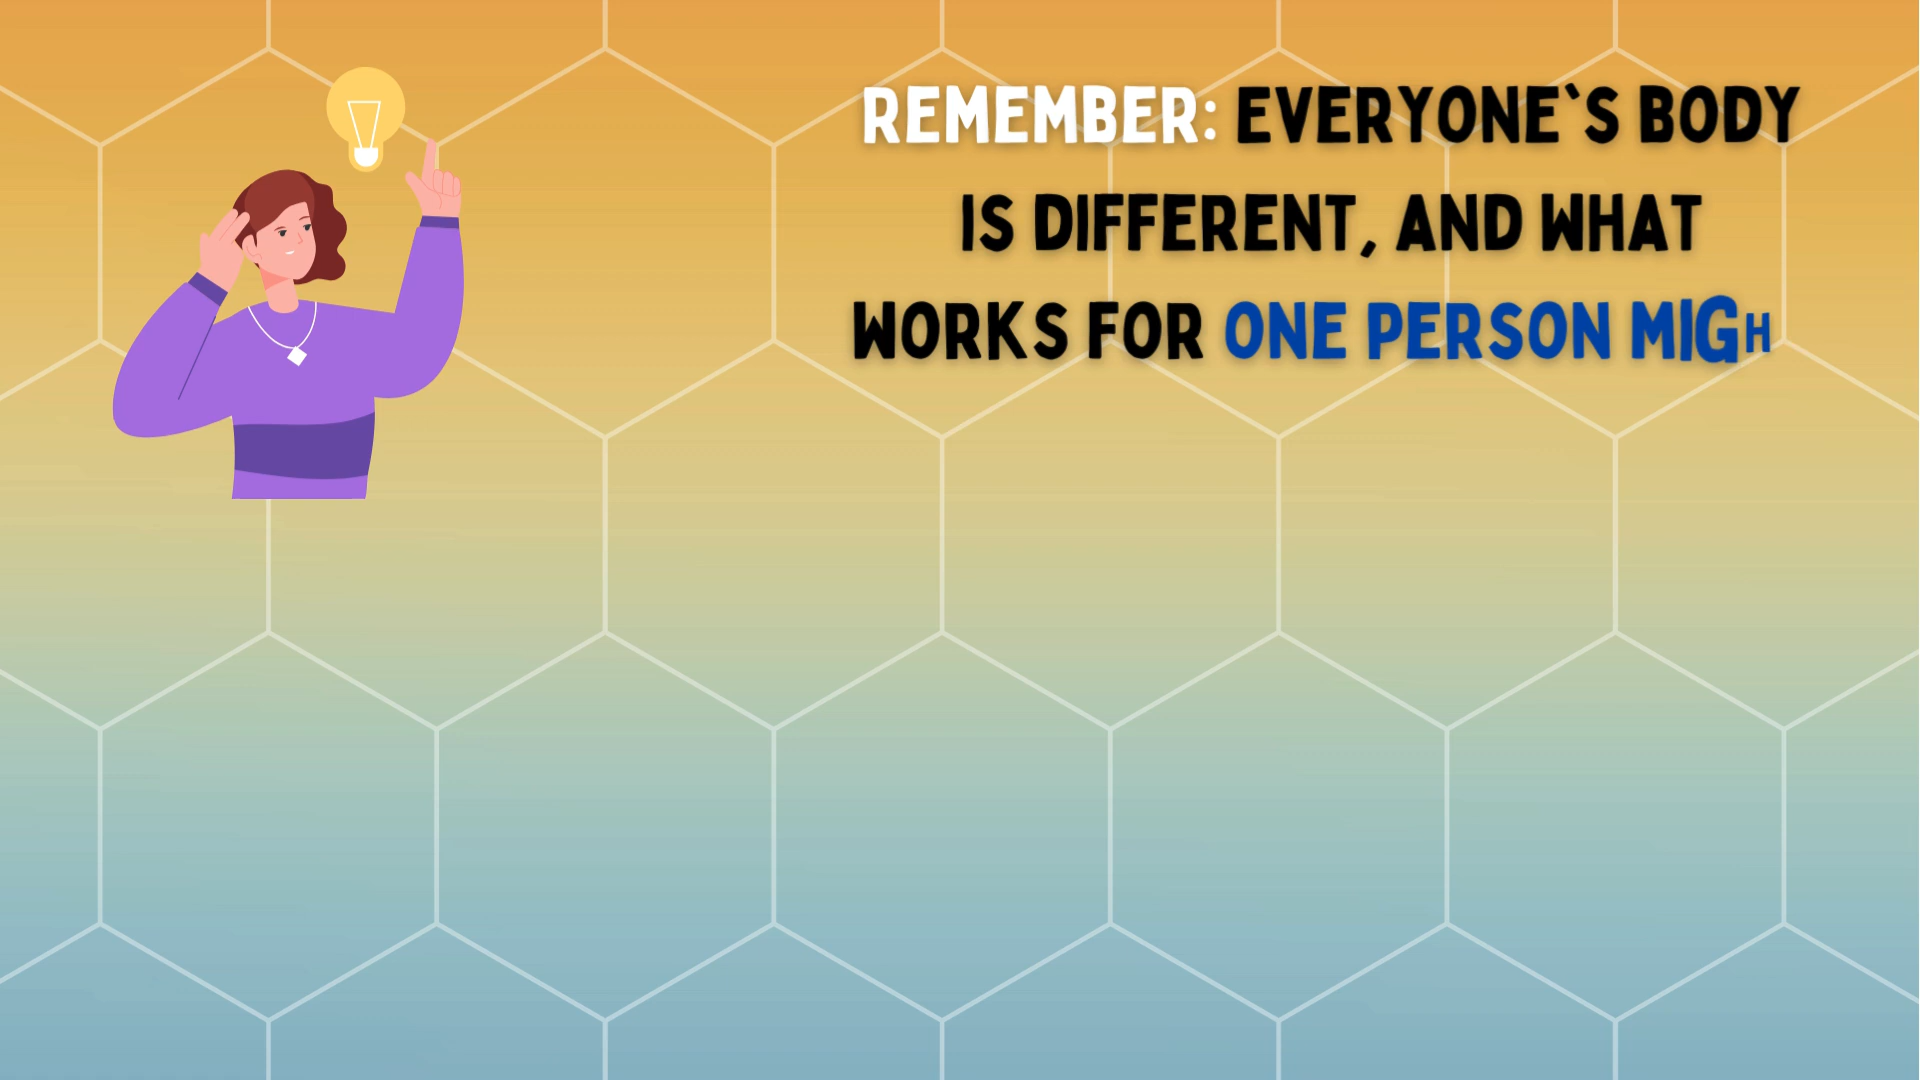 REMEMBER: EVERYONE`S BODY
IS DIFFERENT, AND WHAT
WORKS FOR ONE PERSON MIGH